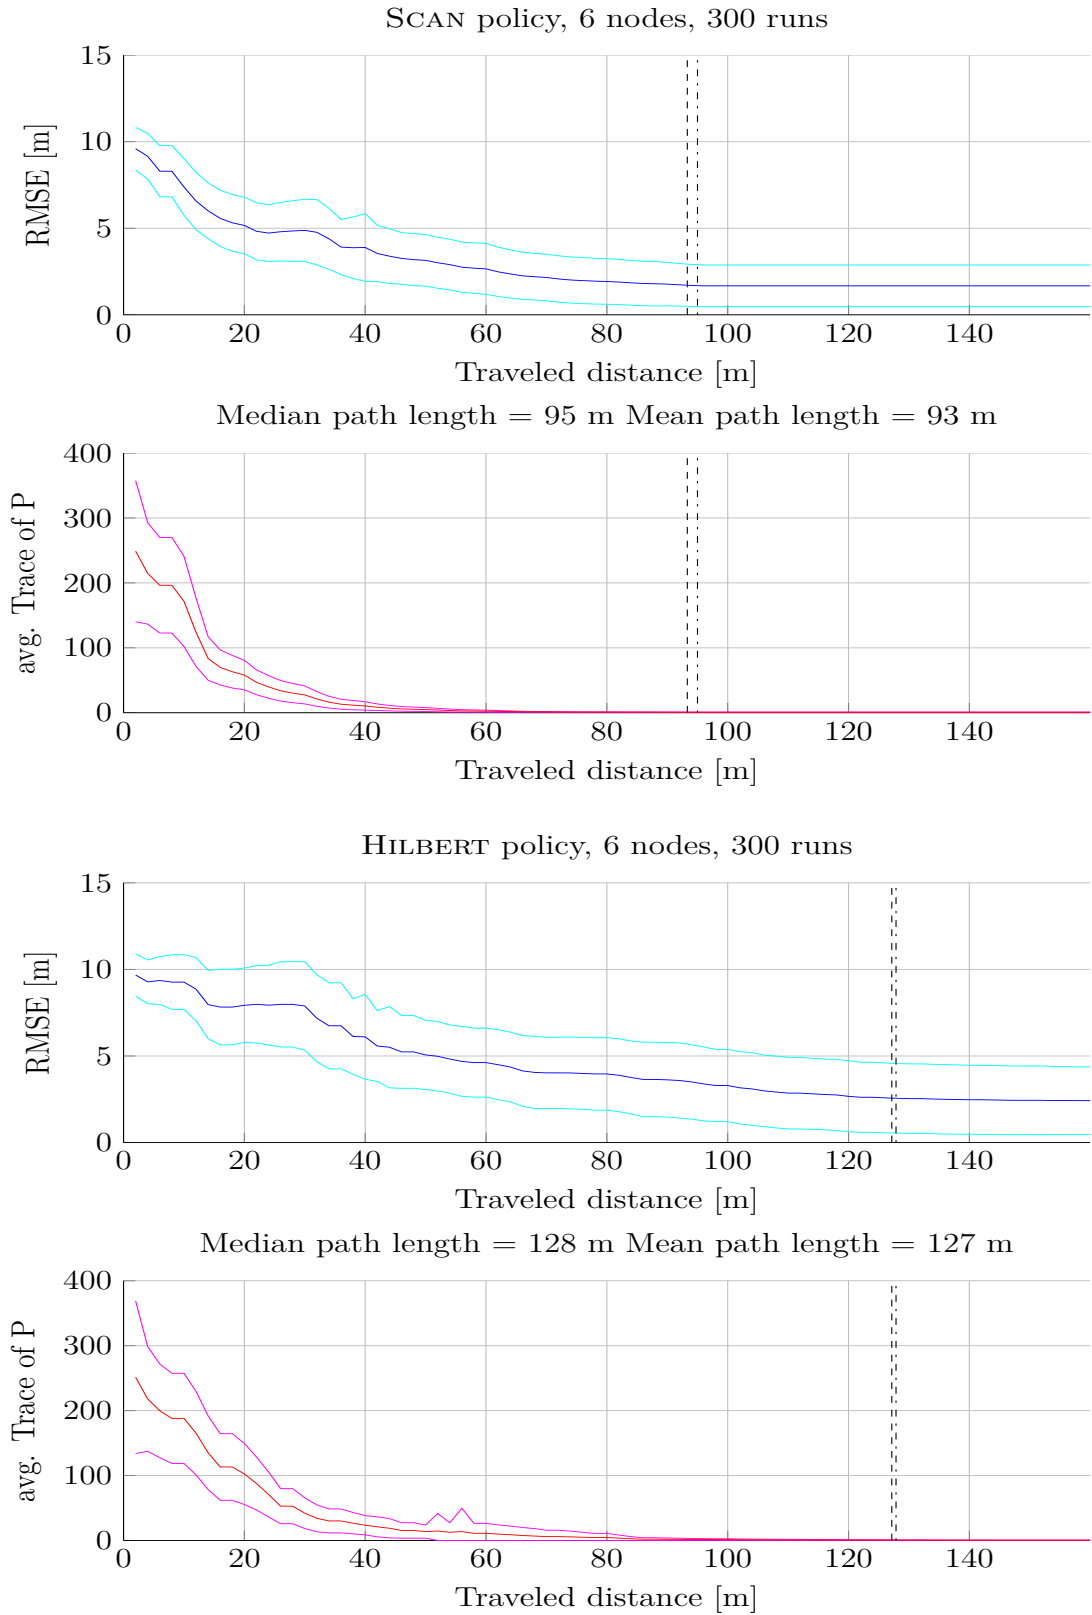 SCAN policy, 6 nodes, 300 runs
15
10
5
0
RMSE [m]
0 20 40 60 80 100 120 140
Traveled distance [m]
Median path length = 95 m Mean path length = 93 m
400
300
200
100
0
avg. Trace of P
0 20 40 60 80 100 120 140
Traveled distance [m]
HILBERT policy, 6 nodes, 300 runs
15
10
5
0
RMSE [m]
0 20 40 60 80 100 120 140
Traveled distance [m]
Median path length = 128 m Mean path length = 127 m
400
300
200
100
0
avg. Trace of P
0 20 40 60 80 100 120 140
Traveled distance [m]